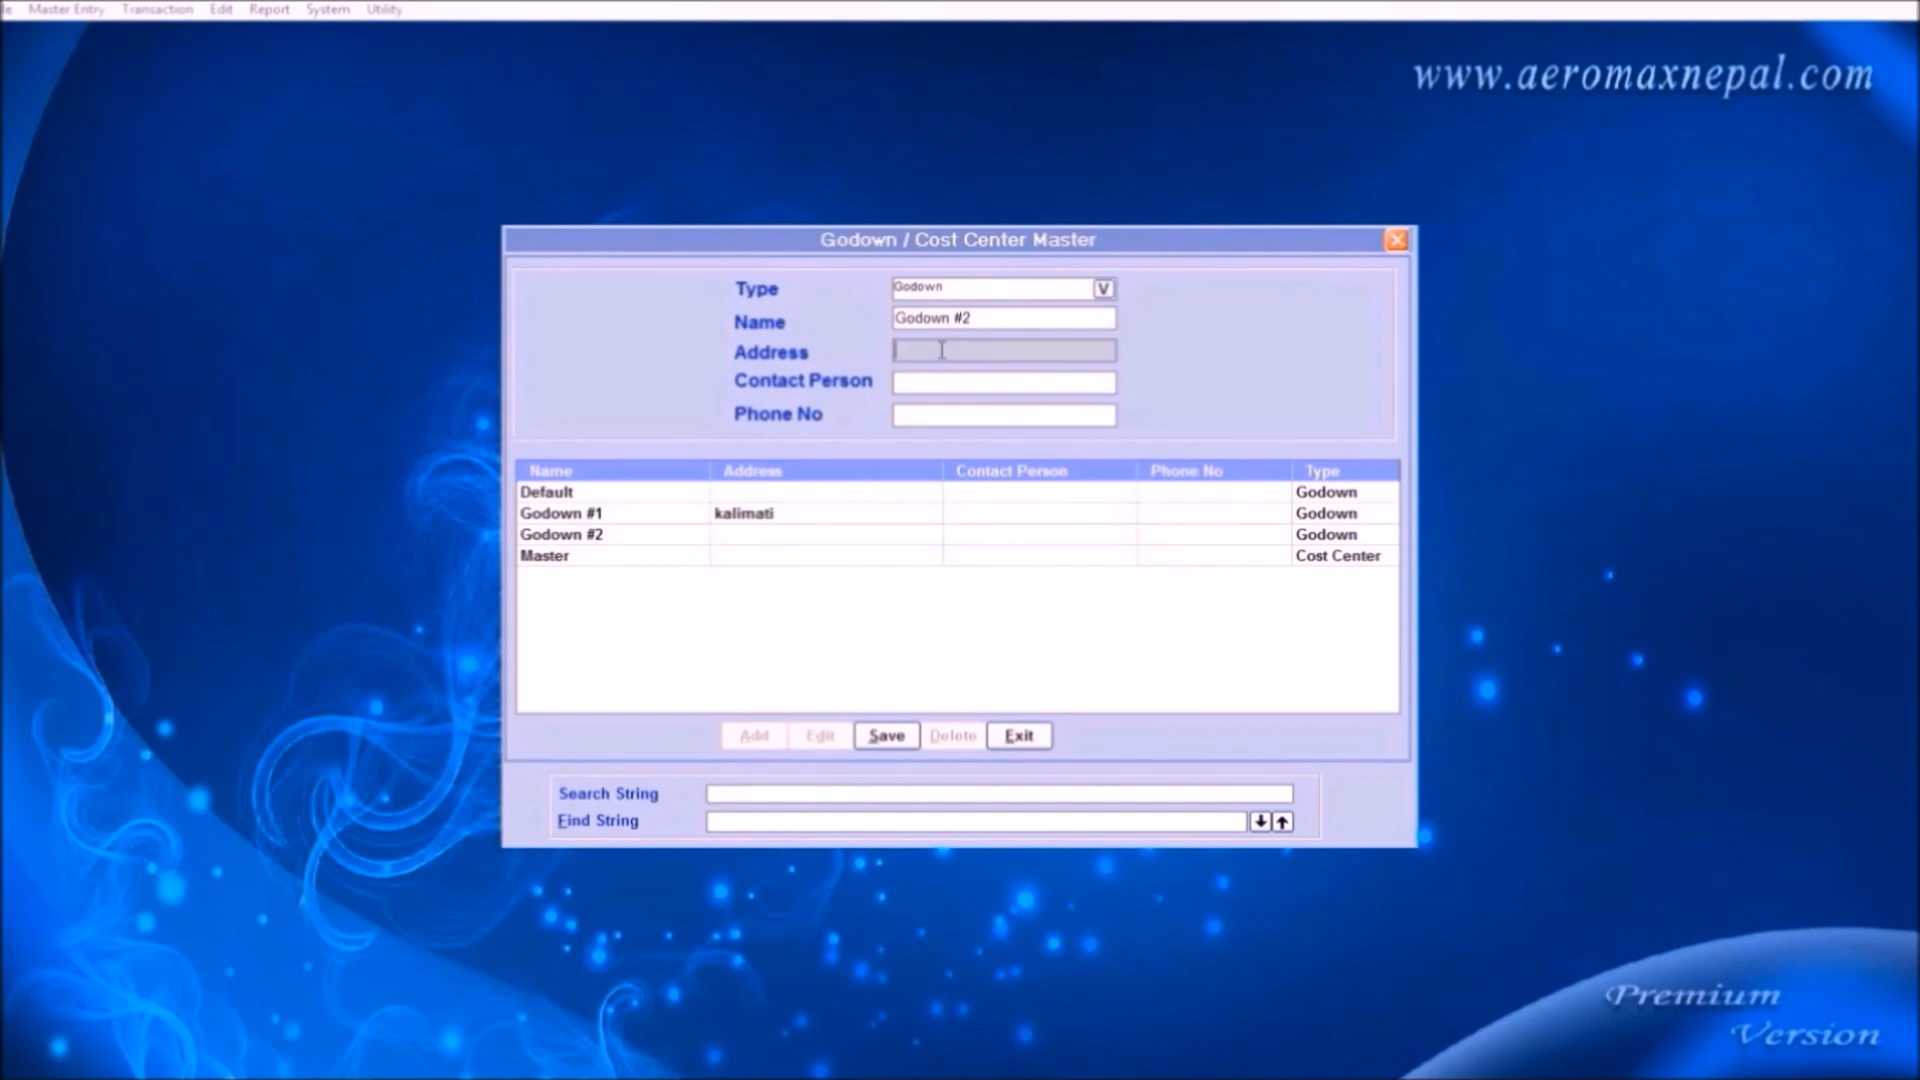 Master Entry Transaction Edit Report System Utility
www.aeromaxnepal.com
Godown / Cost Center Master
Type Godown V
Name Godown #2
Address
Contact Person
Phone No
Name Address Contact Person Phone No Type
Default Godown
Godown #1 kalimati Godown
Godown #2 Godown
Master Cost Center
Add Edit Save Delete Exit
Search String
Find String
Premium
Version